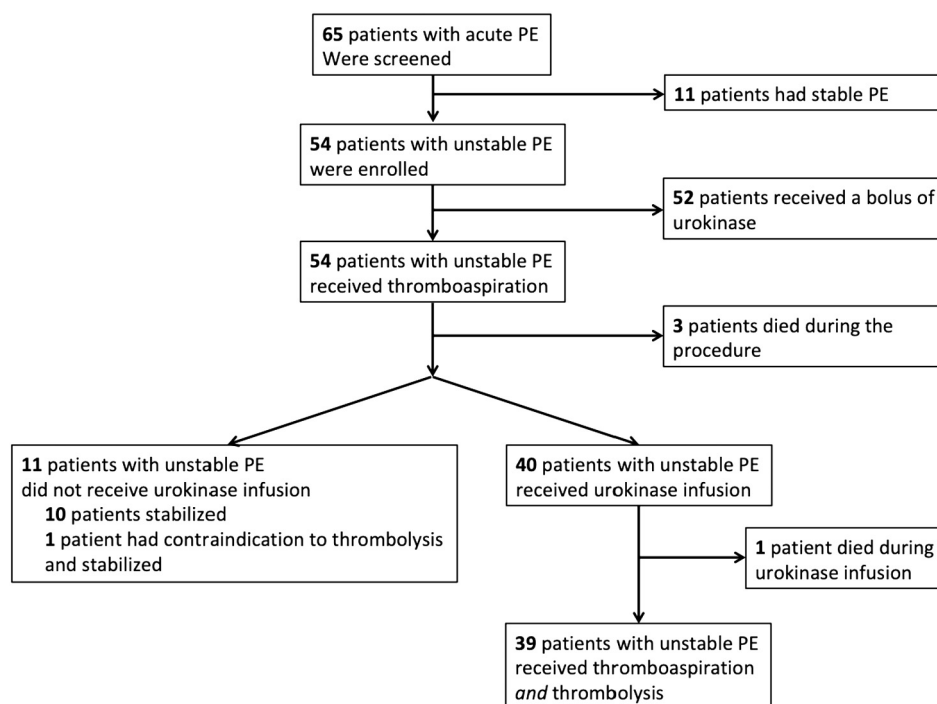 65 patients with acute PE
Were screened
11 patients had stable PE
54 patients with unstable PE
were enrolled
52 patients received a bolus of
urokinase
54 patients with unstable PE
received thromboaspiration
3 patients died during the
procedure
11 patients with unstable PE
did not receive urokinase infusion
10 patients stabilized
1 patient had contraindication to thrombolysis
and stabilized
40 patients with unstable PE
received urokinase infusion
1 patient died during
urokinase infusion
39 patients with unstable PE
received thromboaspiration
and thrombolysis